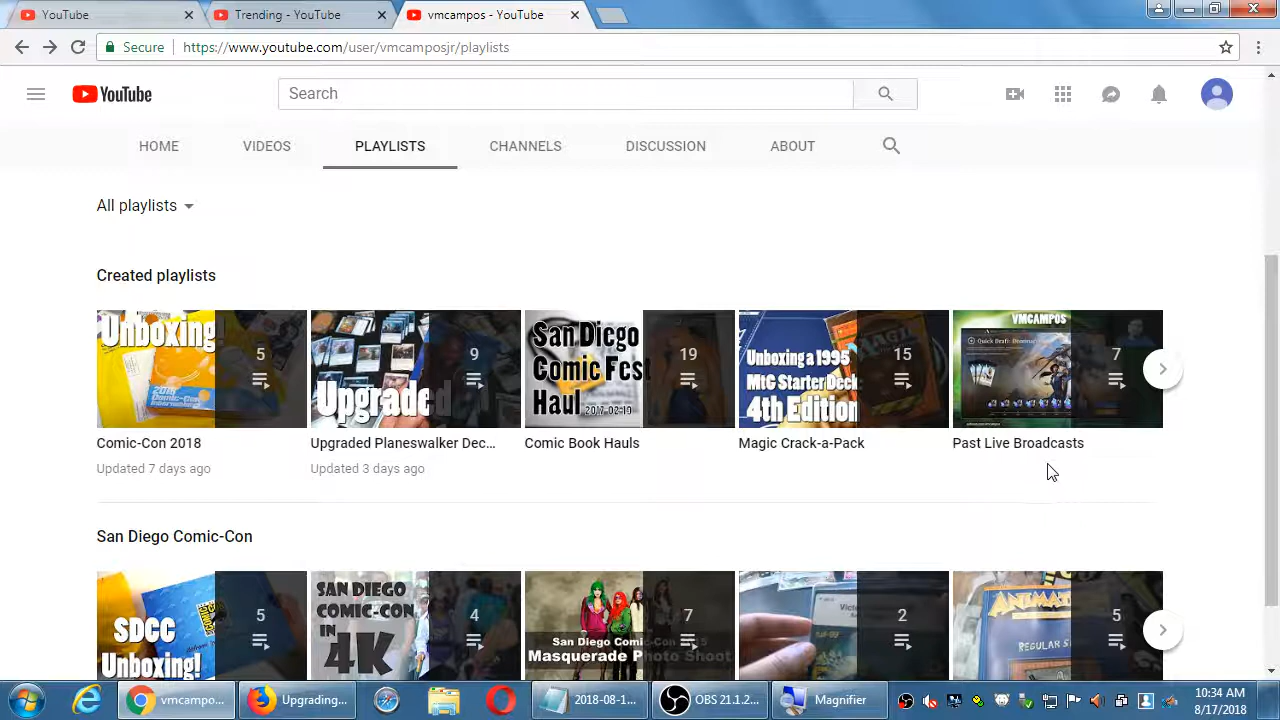 YouTube
Trending - YouTube
vmcampos - YouTube
Secure
https://www.youtube.com/user/vmcamposjr/playlists
YouTube
Search
HOME
VIDEOS
PLAYLISTS
CHANNELS
DISCUSSION
ABOUT
All playlists
Created playlists
Unboxing
5
Upgraded
9
San Diego
Comic Fest
Haul 2017-02-19
19
Unboxing a 1995
MtG Starter Deck
4th Edition
15
VMCAMPOS
7
Comic-Con 2018
Updated 7 days ago
Upgraded Planeswalker Dec...
Updated 3 days ago
Comic Book Hauls
Magic Crack-a-Pack
Past Live Broadcasts
San Diego Comic-Con
SDCC
Unboxing!
5
SAN DIEGO
COMIC-CON
IN
4K
4
San Diego
Masquerade Photo Shoot
7
2
REGULAR
5
vmcampo...
Upgrading...
2018-08-1...
OBS 21.1.2...
Magnifier
10:34 AM
8/17/2018